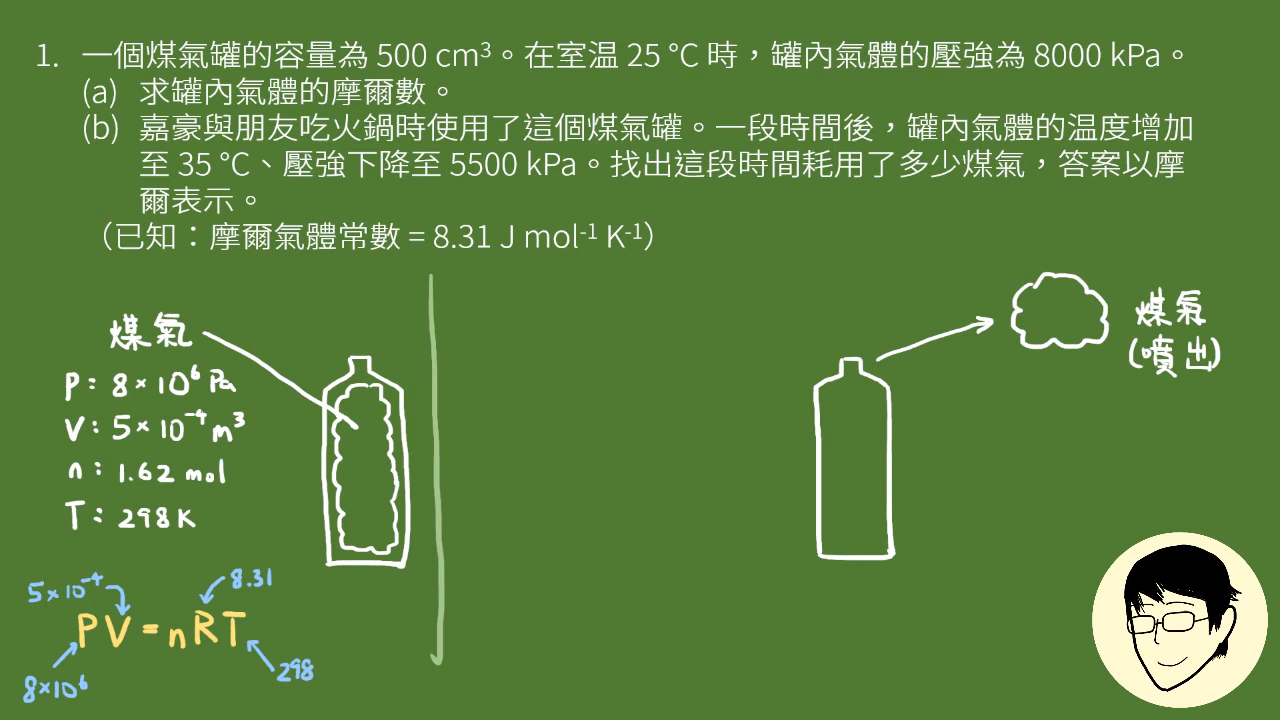 1. 一個煤氣罐的容量為 500 cm³。在室温 25 °C 時，罐內氣體的壓強為 8000 kPa。
(a) 求罐內氣體的摩爾數。
(b) 嘉豪與朋友吃火鍋時使用了這個煤氣罐。一段時間後，罐內氣體的温度增加
至 35 °C、壓強下降至 5500 kPa。找出這段時間耗用了多少煤氣，答案以摩
爾表示。
（已知：摩爾氣體常數 = 8.31 J mol⁻¹ K⁻¹）
煤氣
P: 8×10⁶ Pa
V: 5×10⁻⁴ m³
n: 1.62 mol
T: 298 K
5×10⁻⁴
8.31
PV = nRT
8×10⁶
298
煤氣
(噴出)